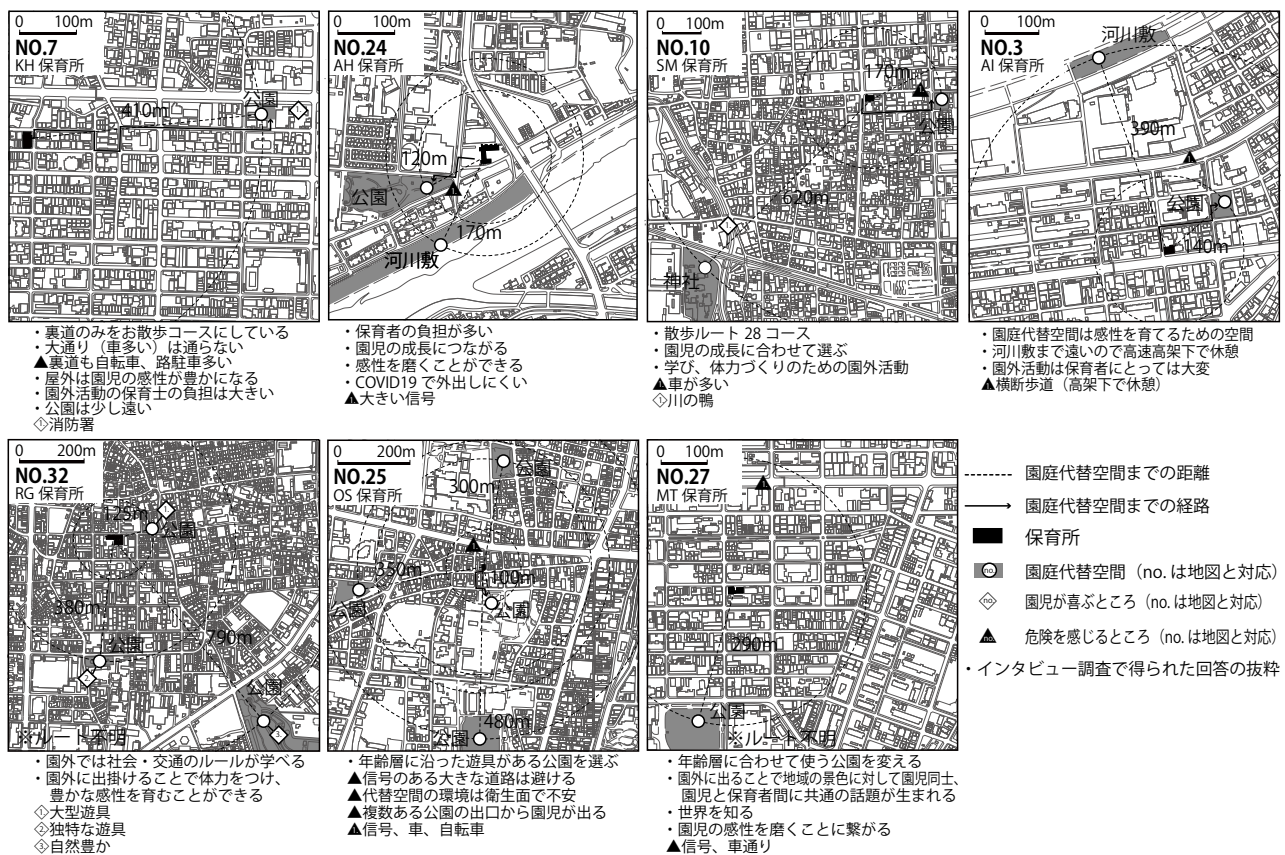 0 100m
NO.7
KH 保育所
410m
公園
・裏道のみをお散歩コースにしている
・大通り（車多い）は通らない
▲裏道も自転車、路駐車多い
・屋外は園児の感性が豊かになる
・園外活動の保育士の負担は大きい
・公園は少し遠い
①消防署
0 100m
NO.24
AH 保育所
120m
公園
170m
河川敷
・保育者の負担が多い
・園児の成長につながる
・感性を磨くことができる
・COVID19 で外出しにくい
▲大きい信号
0 100m
NO.10
SM 保育所
170m
公園
620m
神社
・散歩ルート 28 コース
・園児の成長に合わせて選ぶ
・学び、体力づくりのための園外活動
▲車が多い
①川の鴨
0 100m
NO.3
AI 保育所
河川敷
390m
公園
140m
・園庭代替空間は感性を育てるための空間
・河川敷まで遠いので高速高架下で休憩
・園外活動は保育者にとっては大変
▲横断歩道（高架下で休憩）
0 200m
NO.32
RG 保育所
125m
公園
380m
790m
公園
公園
※ルート不明
・園外では社会・交通のルールが学べる
・園外に出掛けることで体力をつけ、
豊かな感性を育むことができる
①大型遊具
②独特な遊具
③自然豊か
0 200m
NO.25
OS 保育所
公園
300m
350m
100m
公園
公園
480m
公園
・年齢層に沿った遊具がある公園を選ぶ
▲信号のある大きな道路は避ける
▲代替空間の環境は衛生面で不安
▲複数ある公園の出口から園児が出る
▲信号、車、自転車
0 100m
NO.27
MT 保育所
290m
公園
※ルート不明
・年齢層に合わせて使う公園を変える
・園外に出ることで地域の景色に対して園児同士、
園児と保育者間に共通の話題が生まれる
・世界を知る
・園児の感性を磨くことに繋がる
▲信号、車通り
園庭代替空間までの距離
園庭代替空間までの経路
保育所
no. 園庭代替空間（no. は地図と対応）
no. 園児が喜ぶところ（no. は地図と対応）
no. 危険を感じるところ（no. は地図と対応）
・インタビュー調査で得られた回答の抜粋